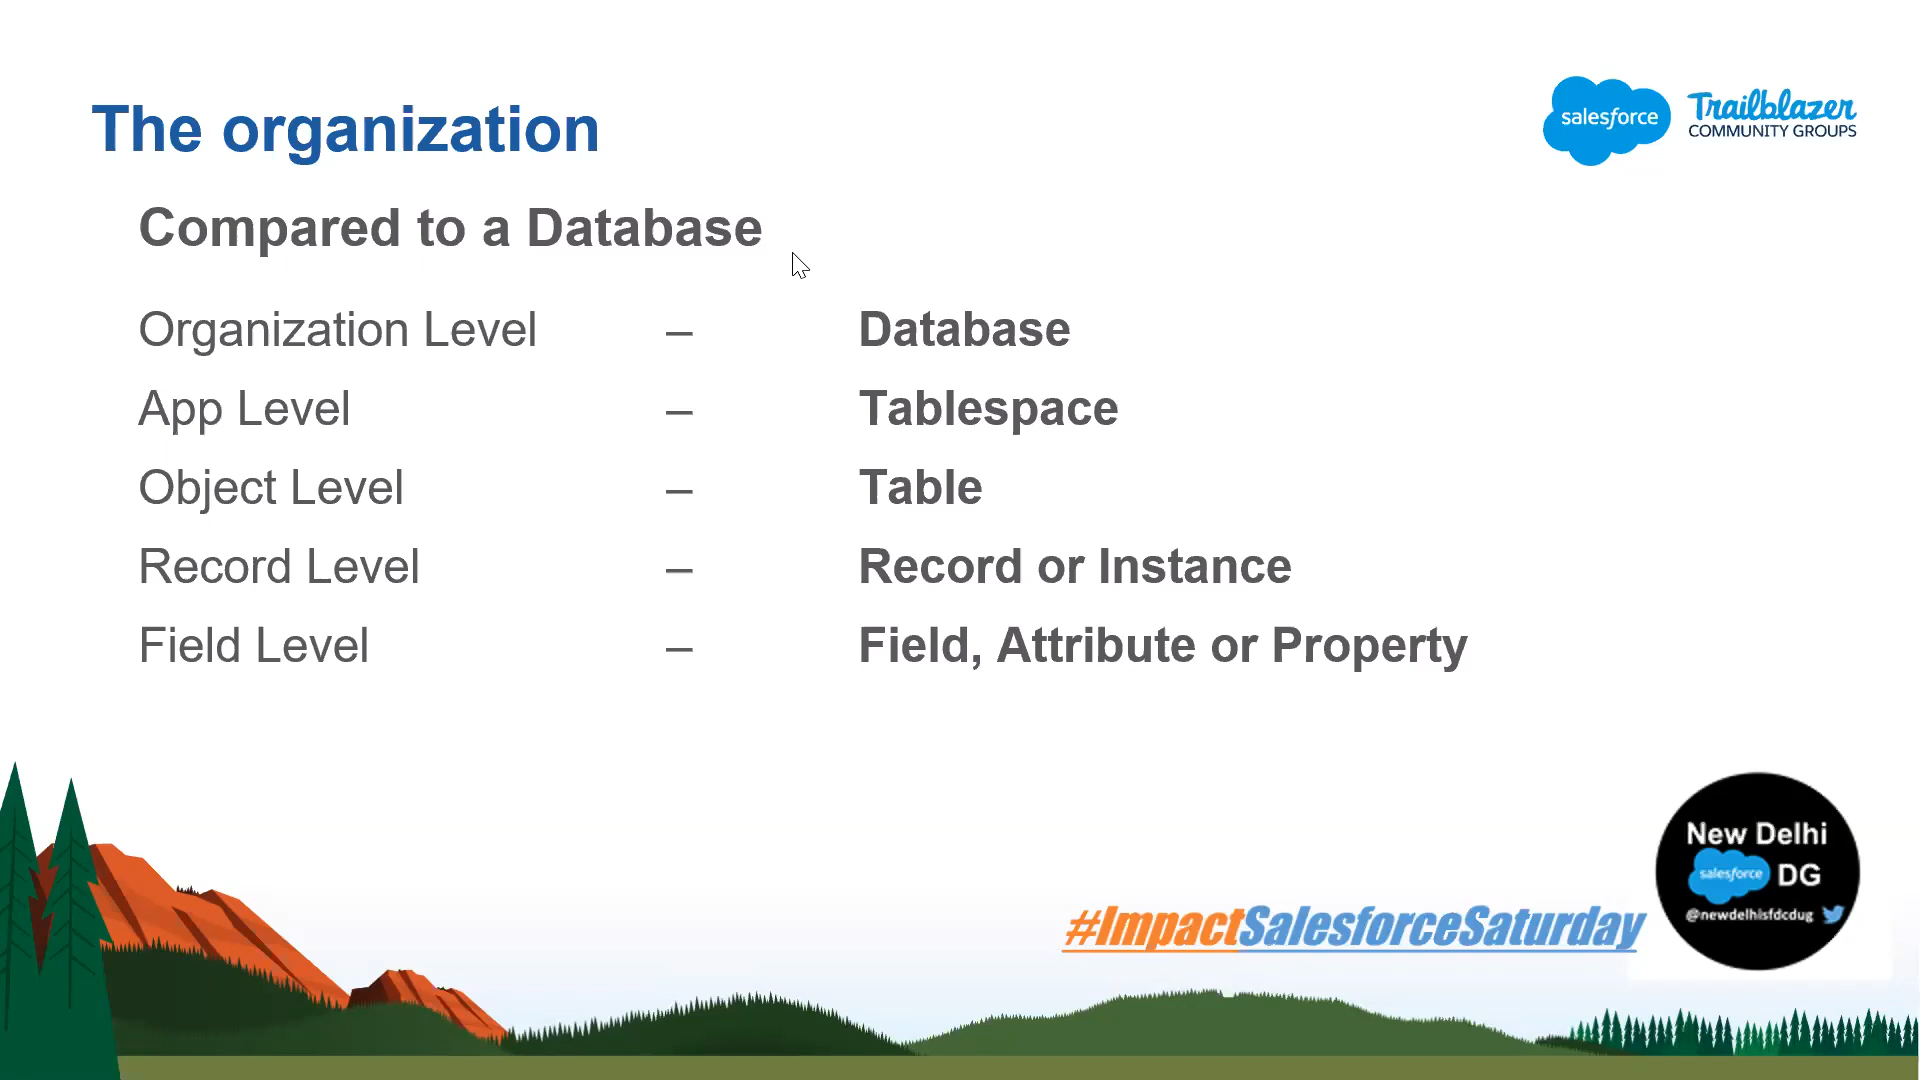 The organization
salesforce
Trailblazer
COMMUNITY GROUPS
Compared to a Database
Organization Level – Database
App Level – Tablespace
Object Level – Table
Record Level – Record or Instance
Field Level – Field, Attribute or Property
#ImpactSalesforceSaturday
New Delhi
salesforce DG
@newdelhisfdcdug